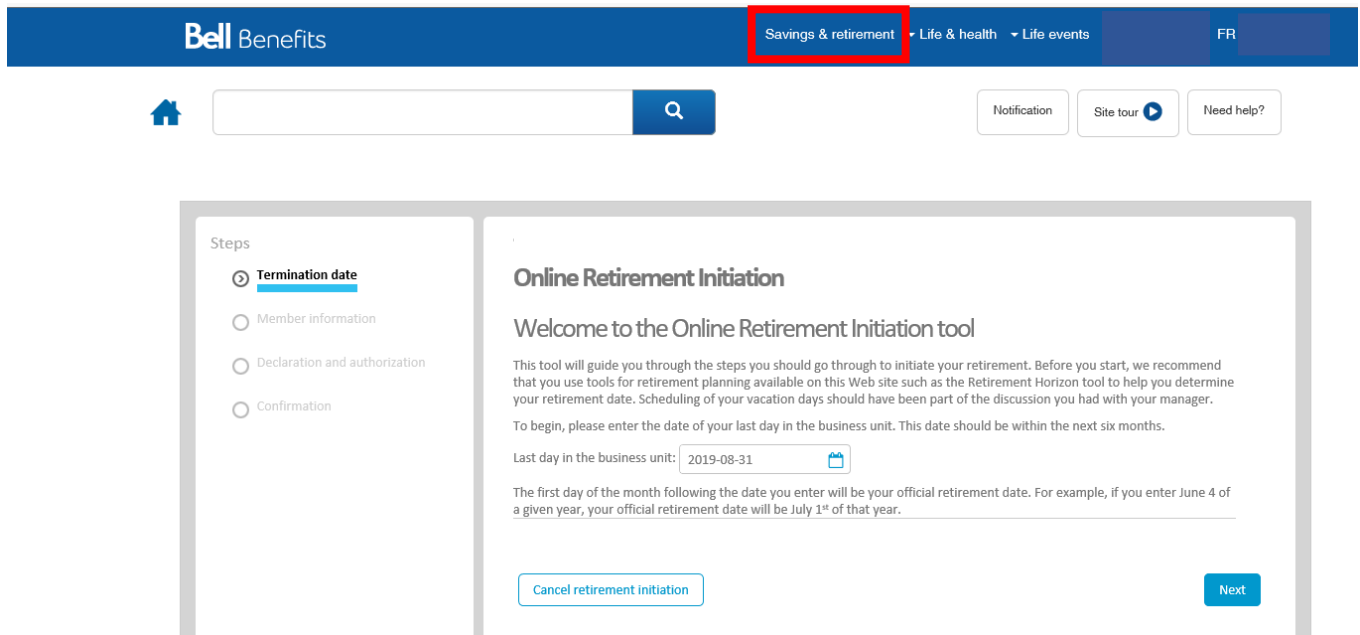 Bell Benefits
Savings & retirement Life & health Life events FR
Notification Site tour Need help?
Steps
Termination date
Member information
Declaration and authorization
Confirmation
Online Retirement Initiation
Welcome to the Online Retirement Initiation tool
This tool will guide you through the steps you should go through to initiate your retirement. Before you start, we recommend
that you use tools for retirement planning available on this Web site such as the Retirement Horizon tool to help you determine
your retirement date. Scheduling of your vacation days should have been part of the discussion you had with your manager.
To begin, please enter the date of your last day in the business unit. This date should be within the next six months.
Last day in the business unit: 2019-08-31
The first day of the month following the date you enter will be your official retirement date. For example, if you enter June 4 of
a given year, your official retirement date will be July 1st of that year.
Cancel retirement initiation Next